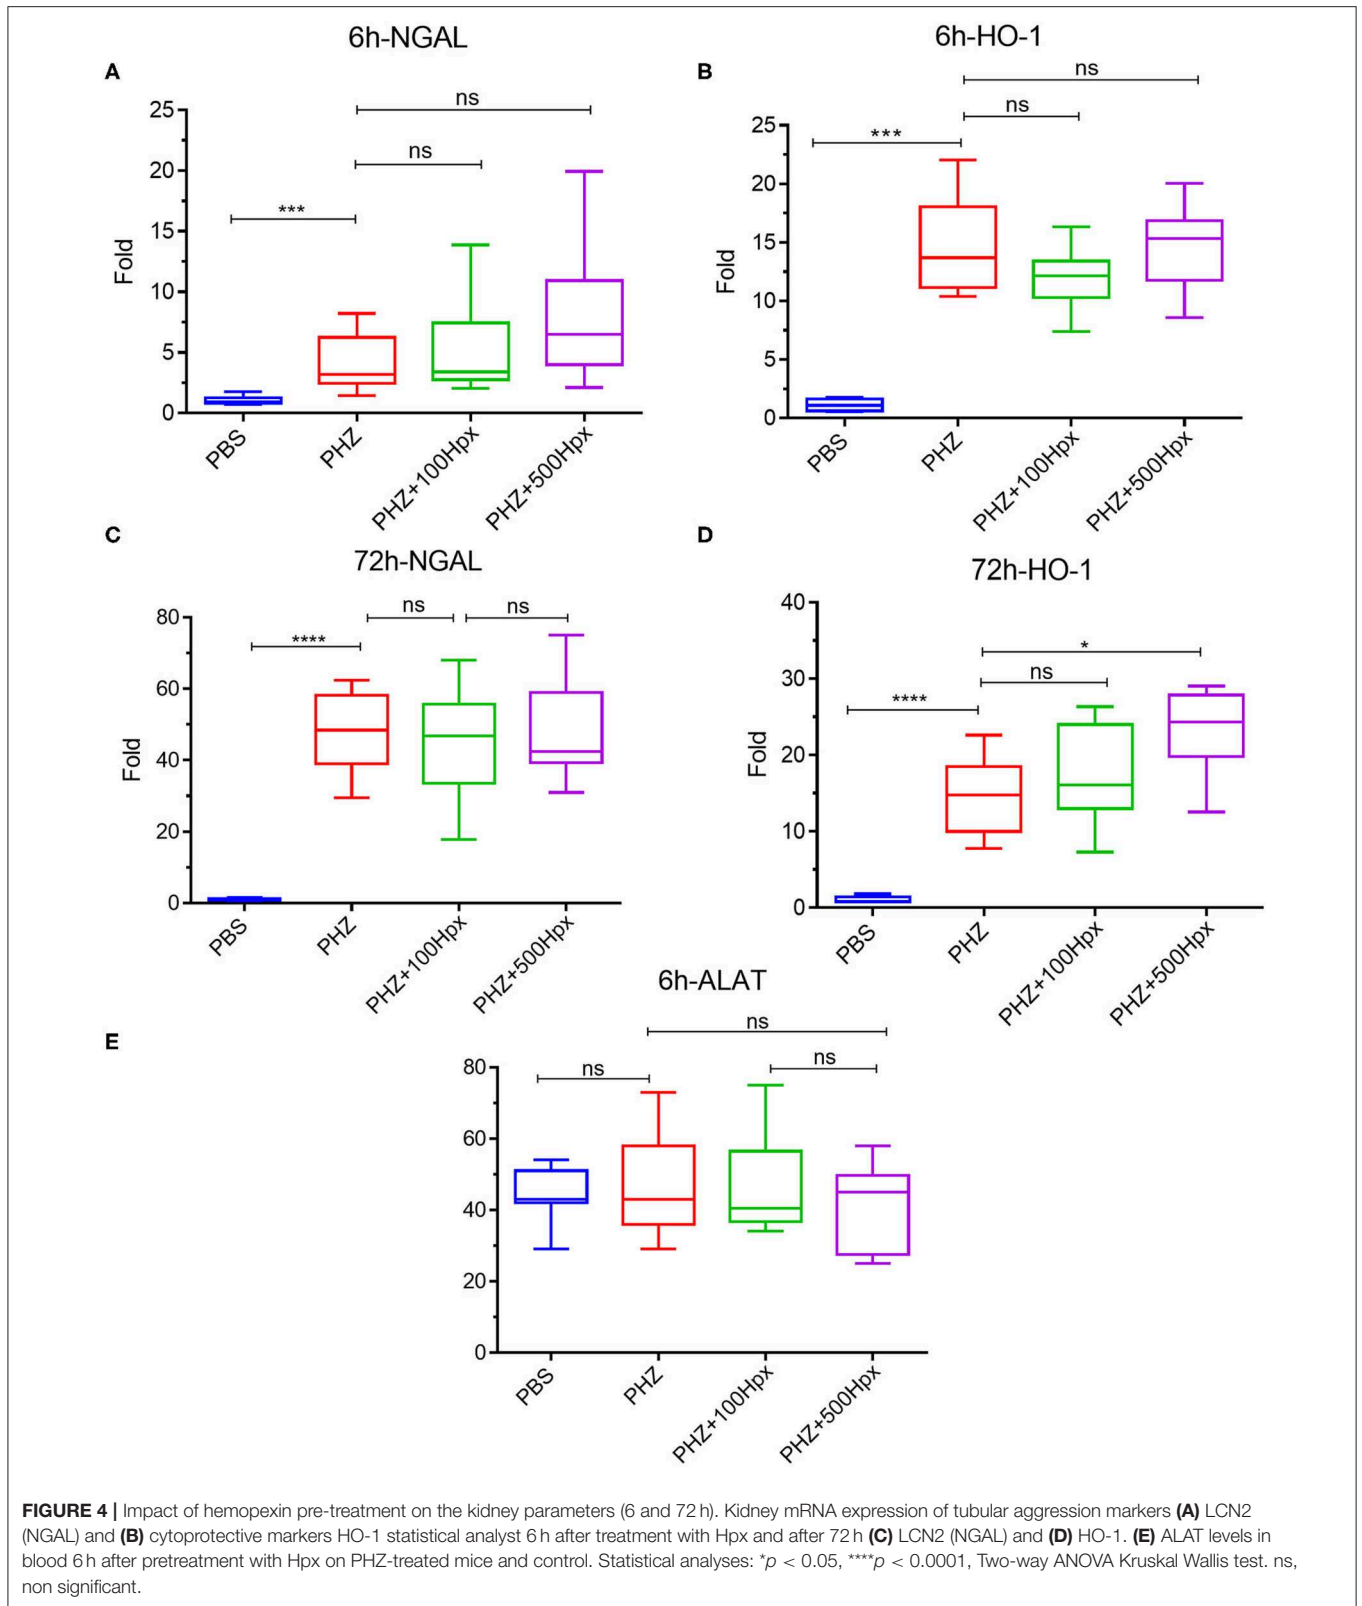 6h-NGAL
A
ns
ns
***
25
20
15
10
5
0
Fold
PBS
PHZ
PHZ+100Hpx
PHZ+500Hpx
6h-HO-1
B
ns
ns
***
25
20
15
10
5
0
Fold
PBS
PHZ
PHZ+100Hpx
PHZ+500Hpx
C
72h-NGAL
ns
ns
****
80
60
40
20
0
Fold
PBS
PHZ
PHZ+100Hpx
PHZ+500Hpx
D
72h-HO-1
*
ns
****
40
30
20
10
0
Fold
PBS
PHZ
PHZ+100Hpx
PHZ+500Hpx
6h-ALAT
E
ns
ns
ns
80
60
40
20
0
PBS
PHZ
PHZ+100Hpx
PHZ+500Hpx
FIGURE 4 | Impact of hemopexin pre-treatment on the kidney parameters (6 and 72 h). Kidney mRNA expression of tubular aggression markers (A) LCN2
(NGAL) and (B) cytoprotective markers HO-1 statistical analyst 6 h after treatment with Hpx and after 72 h (C) LCN2 (NGAL) and (D) HO-1. (E) ALAT levels in
blood 6 h after pretreatment with Hpx on PHZ-treated mice and control. Statistical analyses: *p < 0.05, ****p < 0.0001, Two-way ANOVA Kruskal Wallis test. ns,
non significant.